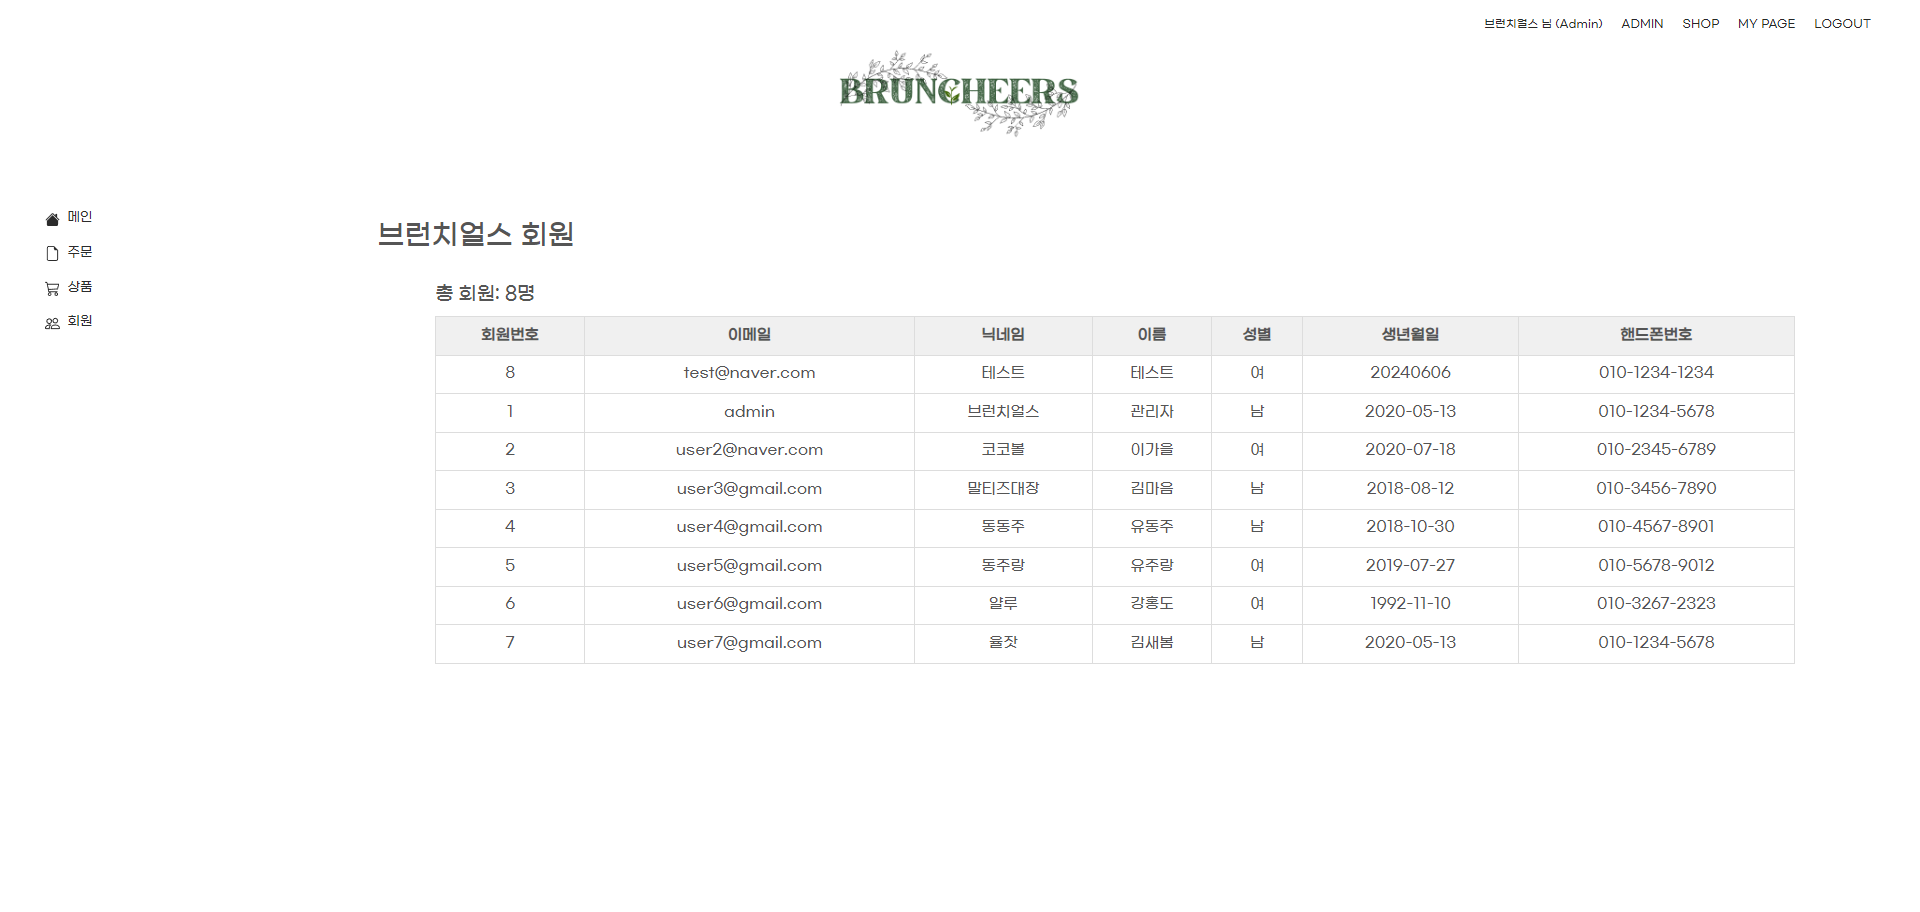 브런치얼스 님 (Admin) ADMIN SHOP MY PAGE LOGOUT
BRUNCHEERS
메인
주문
상품
회원
브런치얼스 회원
총 회원: 8명
회원번호 이메일 닉네임 이름 성별 생년월일 핸드폰번호
8 test@naver.com 테스트 테스트 여 20240606 010-1234-1234
1 admin 브런치얼스 관리자 남 2020-05-13 010-1234-5678
2 user2@naver.com 코코볼 이가을 여 2020-07-18 010-2345-6789
3 user3@gmail.com 말티즈대장 김마음 남 2018-08-12 010-3456-7890
4 user4@gmail.com 동동주 유동주 남 2018-10-30 010-4567-8901
5 user5@gmail.com 동주랑 유주랑 여 2019-07-27 010-5678-9012
6 user6@gmail.com 얄루 강홍도 여 1992-11-10 010-3267-2323
7 user7@gmail.com 율잣 김새봄 남 2020-05-13 010-1234-5678